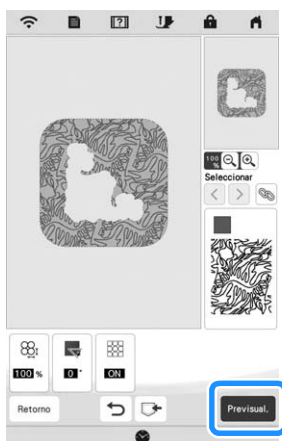 100 %
Seleccionar
100 %
0 °
ON
Retorno
Previsual.